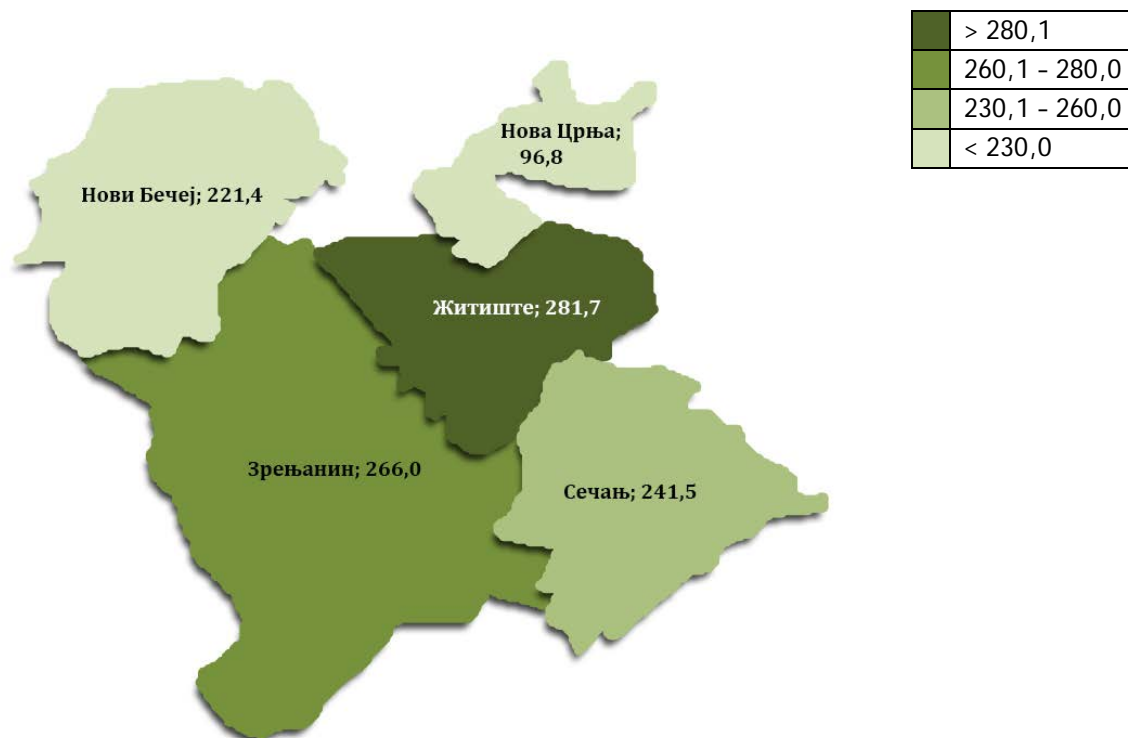 > 280,1
260,1 – 280,0
230,1 – 260,0
< 230,0
Нова Црња;
96,8
Нови Бечеј; 221,4
Житиште; 281,7
Зрењанин; 266,0
Сечањ; 241,5